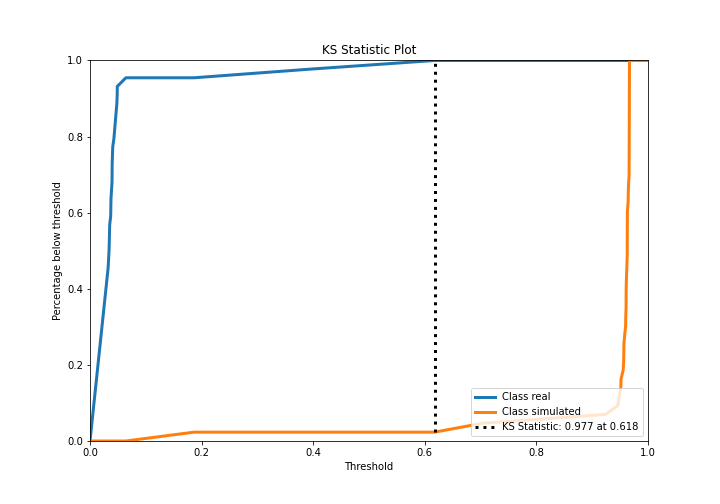 KS Statistic Plot
1.0
0.8
0.6
0.4
0.2
0.0
Percentage below threshold
0.0 0.2 0.4 0.6 0.8 1.0
Threshold
Class real
Class simulated
KS Statistic: 0.977 at 0.618